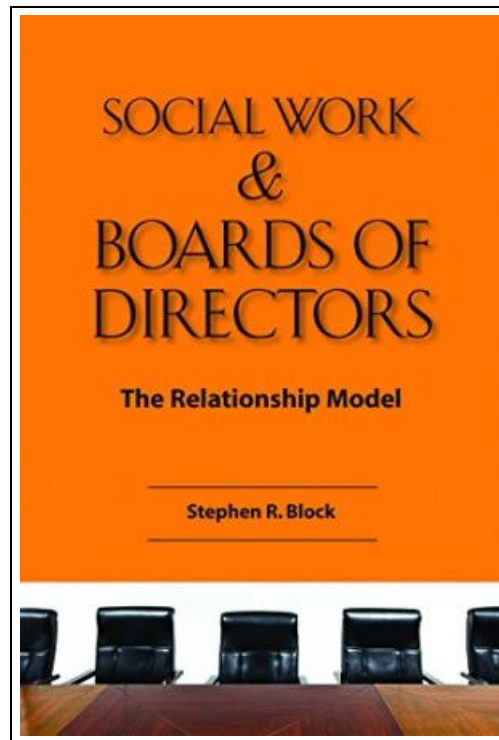 SOCIAL WORK
&
BOARDS OF
DIRECTORS
The Relationship Model
Stephen R. Block